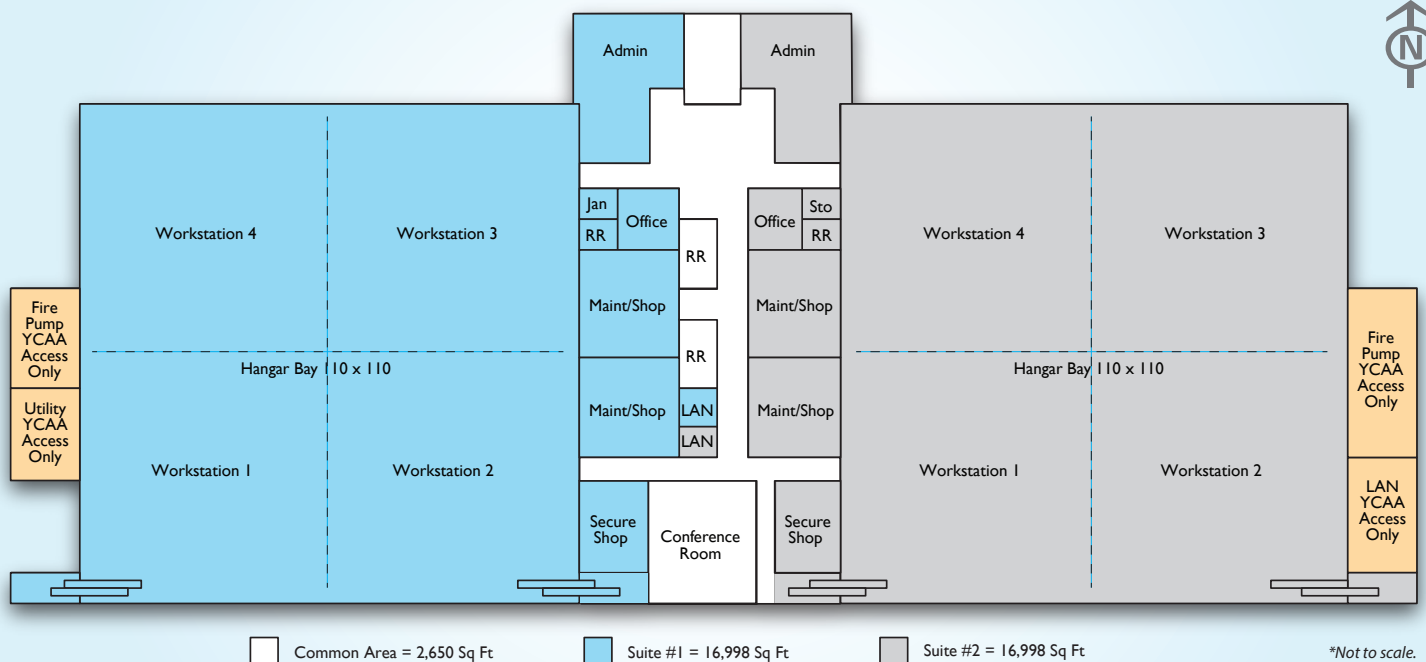 N
Admin
Admin
Jan
RR
Office
RR
Office
Sto
RR
Workstation 4
Workstation 3
Workstation 4
Workstation 3
Maint/Shop
Maint/Shop
Fire
Pump
YCAA
Access
Only
Hangar Bay 110 x 110
RR
Hangar Bay 110 x 110
Fire
Pump
YCAA
Access
Only
Utility
YCAA
Access
Only
Maint/Shop
LAN
LAN
Maint/Shop
Workstation 1
Workstation 2
Workstation 1
Workstation 2
Secure
Shop
Conference
Room
Secure
Shop
LAN
YCAA
Access
Only
Common Area = 2,650 Sq Ft
Suite #1 = 16,998 Sq Ft
Suite #2 = 16,998 Sq Ft
*Not to scale.